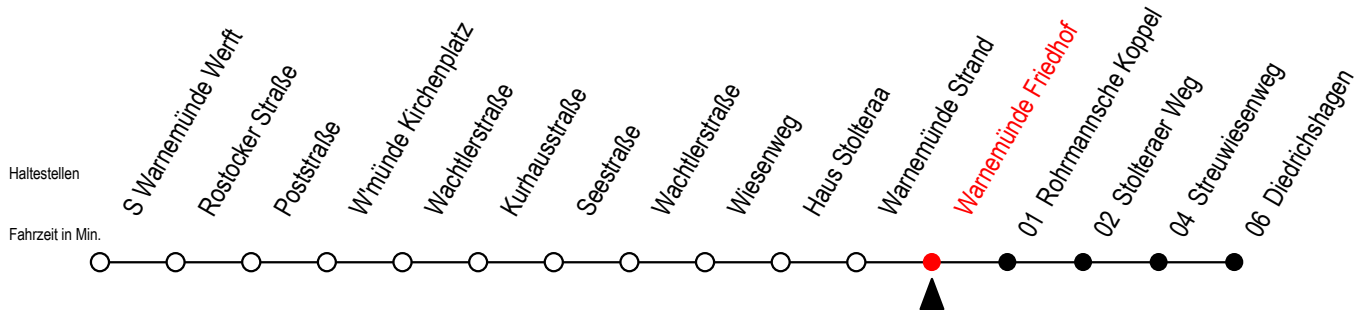 Haltestellen
Fahrzeit in Min.
S Warnemünde Werft
Rostocker Straße
Poststraße
W'münde Kirchenplatz
Wachtlerstraße
Kurhausstraße
Seestraße
Wachtlerstraße
Wiesenweg
Haus Stolteraa
Warnemünde Strand
Warnemünde Friedhof
01 Rohrmannsche Koppel
02 Stolteraer Weg
04 Streuwiesenweg
06 Diedrichshagen